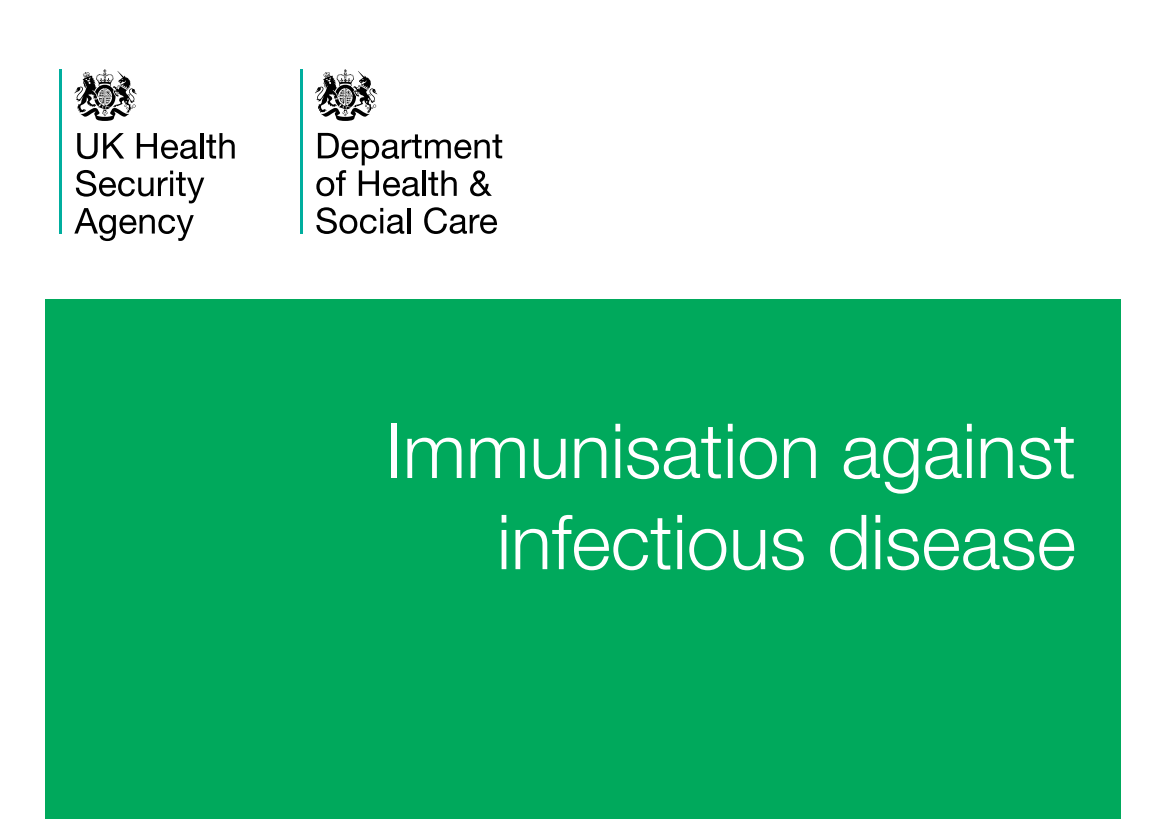 UK Health
Security
Agency
Department
of Health &
Social Care
Immunisation against
infectious disease